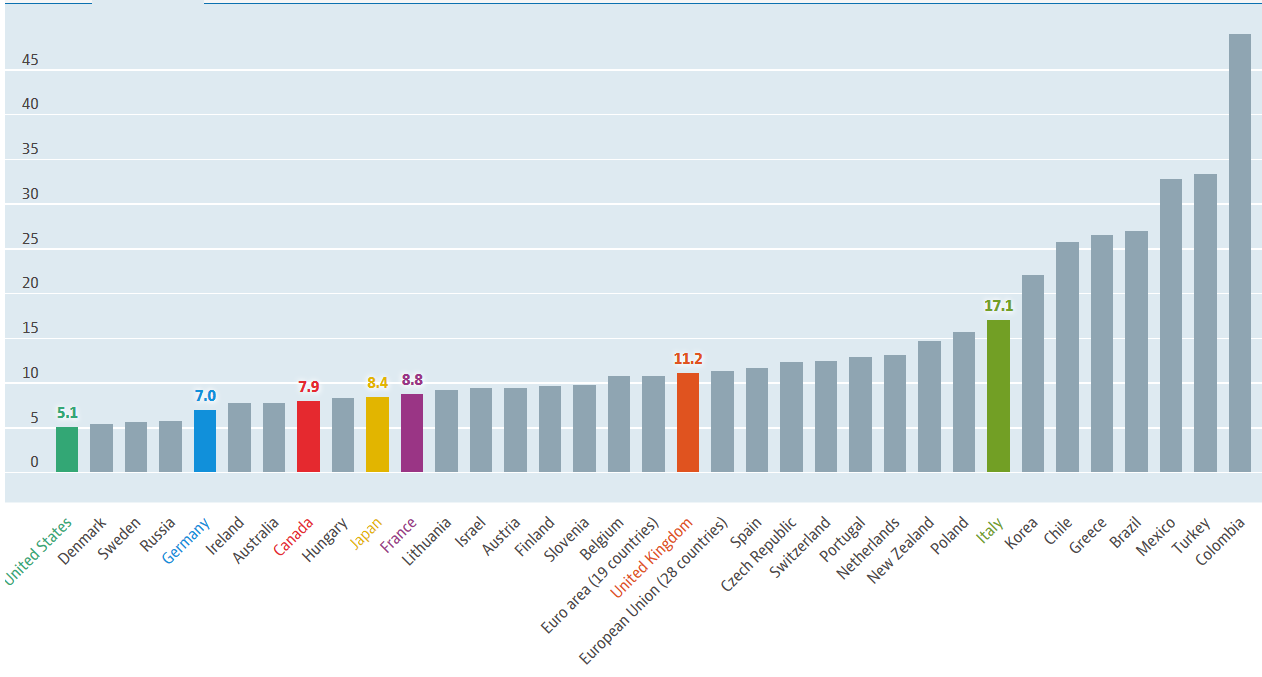 45
40
35
30
25
20
15
10
5
0
5.1
7.0
7.9
8.4
8.8
11.2
17.1
United States
Denmark
Sweden
Russia
Germany
Ireland
Australia
Canada
Hungary
Japan
France
Lithuania
Israel
Austria
Finland
Slovenia
Belgium
Euro area (19 countries)
United Kingdom
European Union (28 countries)
Spain
Czech Republic
Switzerland
Portugal
Netherlands
New Zealand
Poland
Italy
Korea
Chile
Greece
Brazil
Mexico
Turkey
Colombia